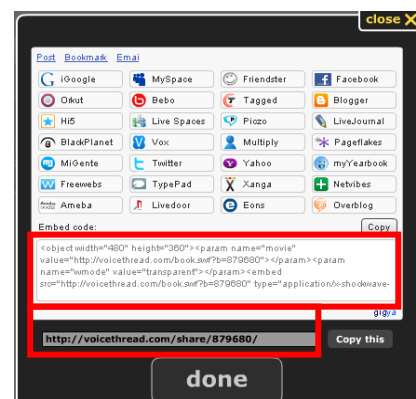 close X
Post Bookmark Emai
iGoogle MySpace Friendster Facebook
Orkut Bebo Tagged Blogger
Hi5 Live Spaces Piczo LiveJournal
BlackPlanet Vox Multiply Pageflakes
MiGente Twitter Yahoo myYearbook
Freewebs TypePad Xanga Netvibes
Ameba Livedoor Eons Overblog
Embed code: Copy
<object width="480" height="360"><param name="movie"
value="http://voicethread.com/book.swf?b=879680"></param><param
name="wmode" value="transparent"></param><embed
src="http://voicethread.com/book.swf?b=879680" type="application/x-shockwave-
gigya
http://voicethread.com/share/879680/ Copy this
done